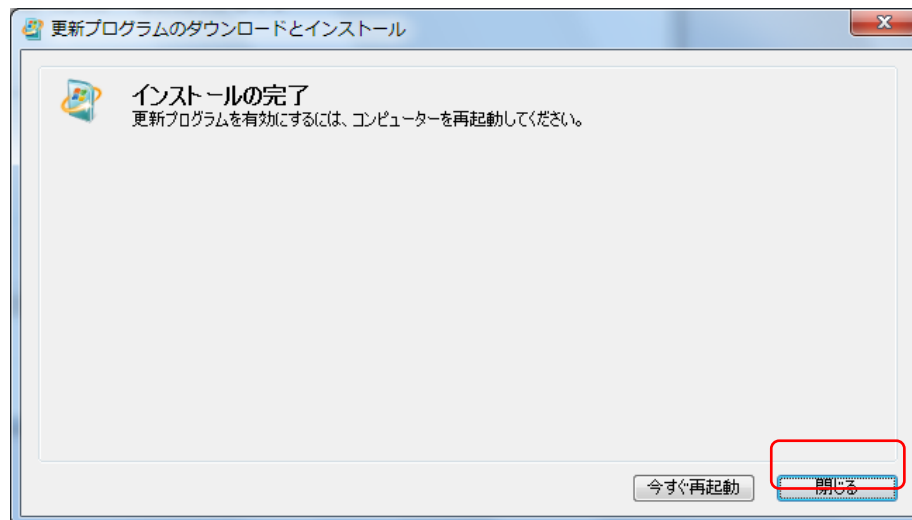 更新プログラムのダウンロードとインストール
インストールの完了
更新プログラムを有効にするには、コンピューターを再起動してください。
今すぐ再起動
閉じる